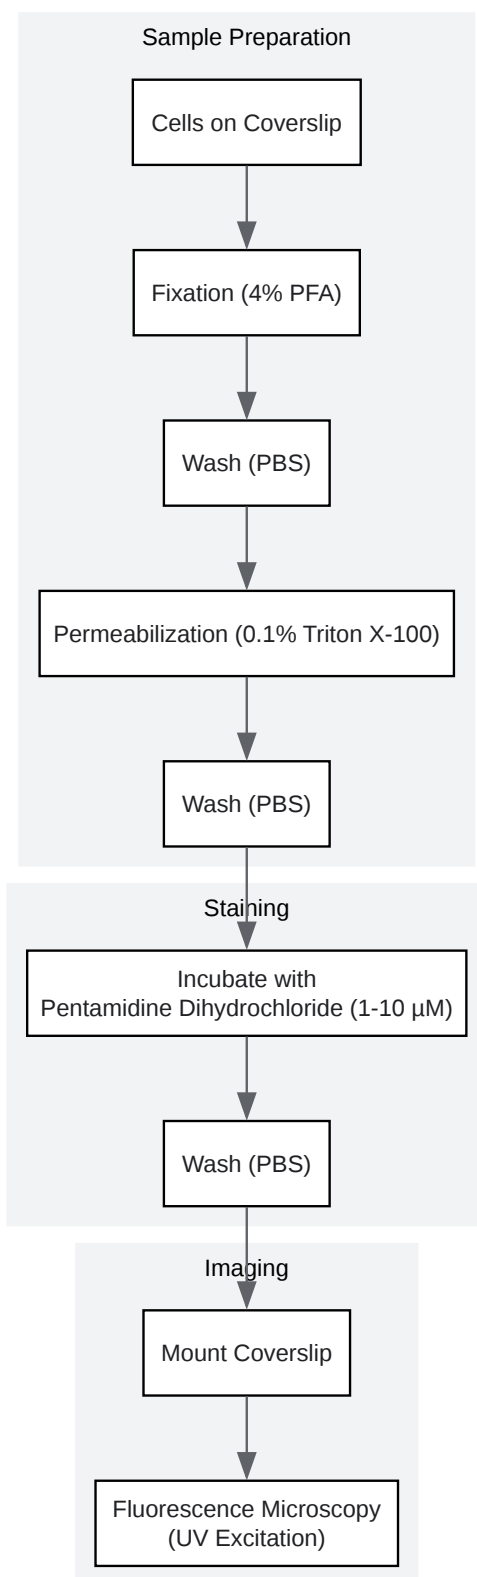 Sample Preparation
Cells on Coverslip
Fixation (4% PFA)
Wash (PBS)
Permeabilization (0.1% Triton X-100)
Wash (PBS)
Staining
Incubate with
Pentamidine Dihydrochloride (1-10 µM)
Wash (PBS)
Imaging
Mount Coverslip
Fluorescence Microscopy
(UV Excitation)